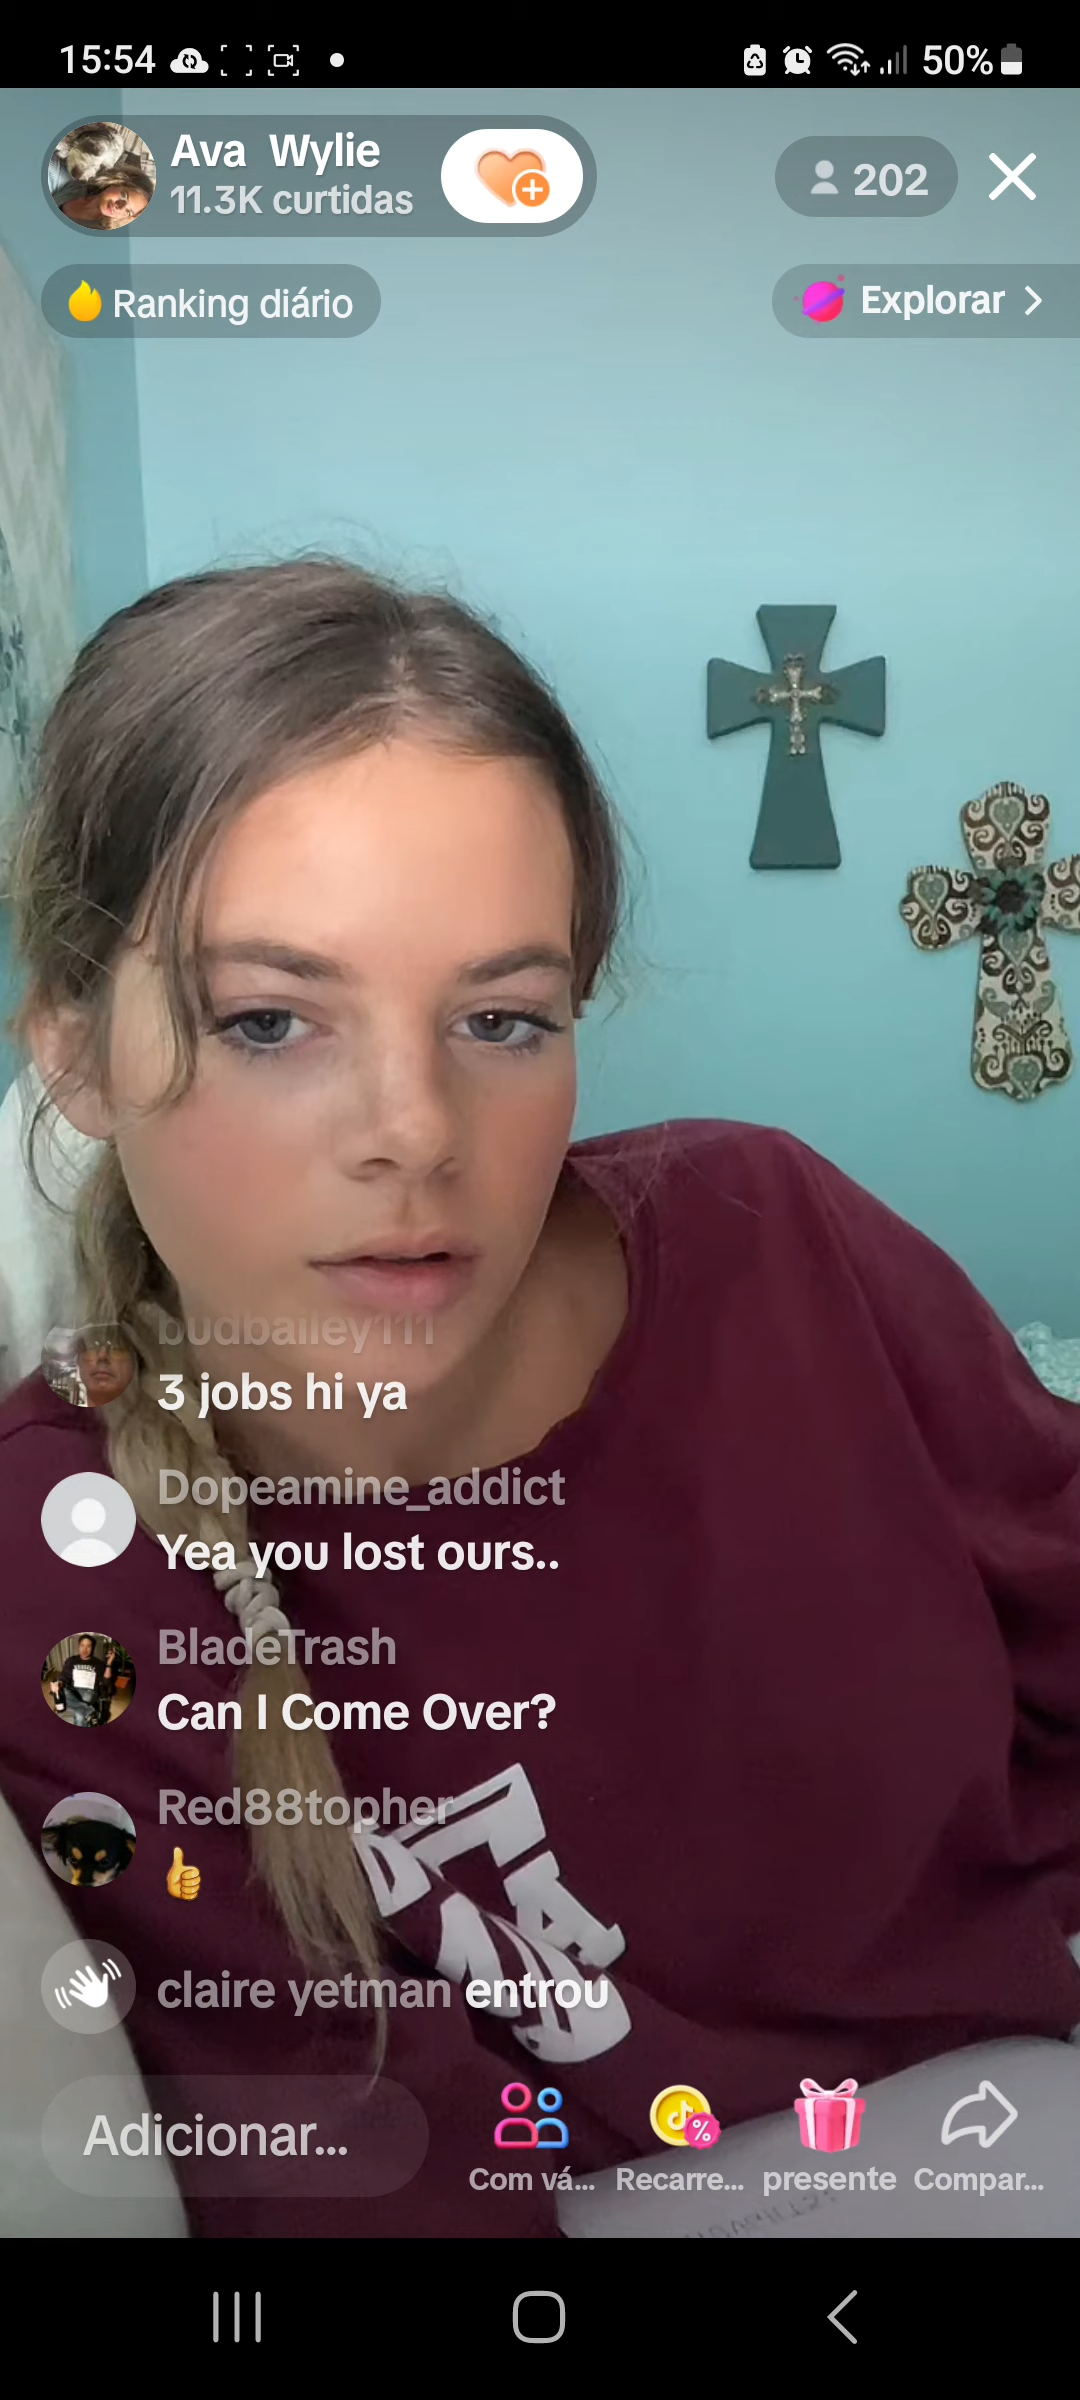 15:54
50%
Ava Wylie
11.3K curtidas
202
Ranking diário
Explorar
budbailey111
3 jobs hi ya
Dopeamine_addict
Yea you lost ours..
BladeTrash
Can I Come Over?
Red88topher
👍
claire yetman entrou
Adicionar...
Com vá...
Recarre...
presente
Compar...